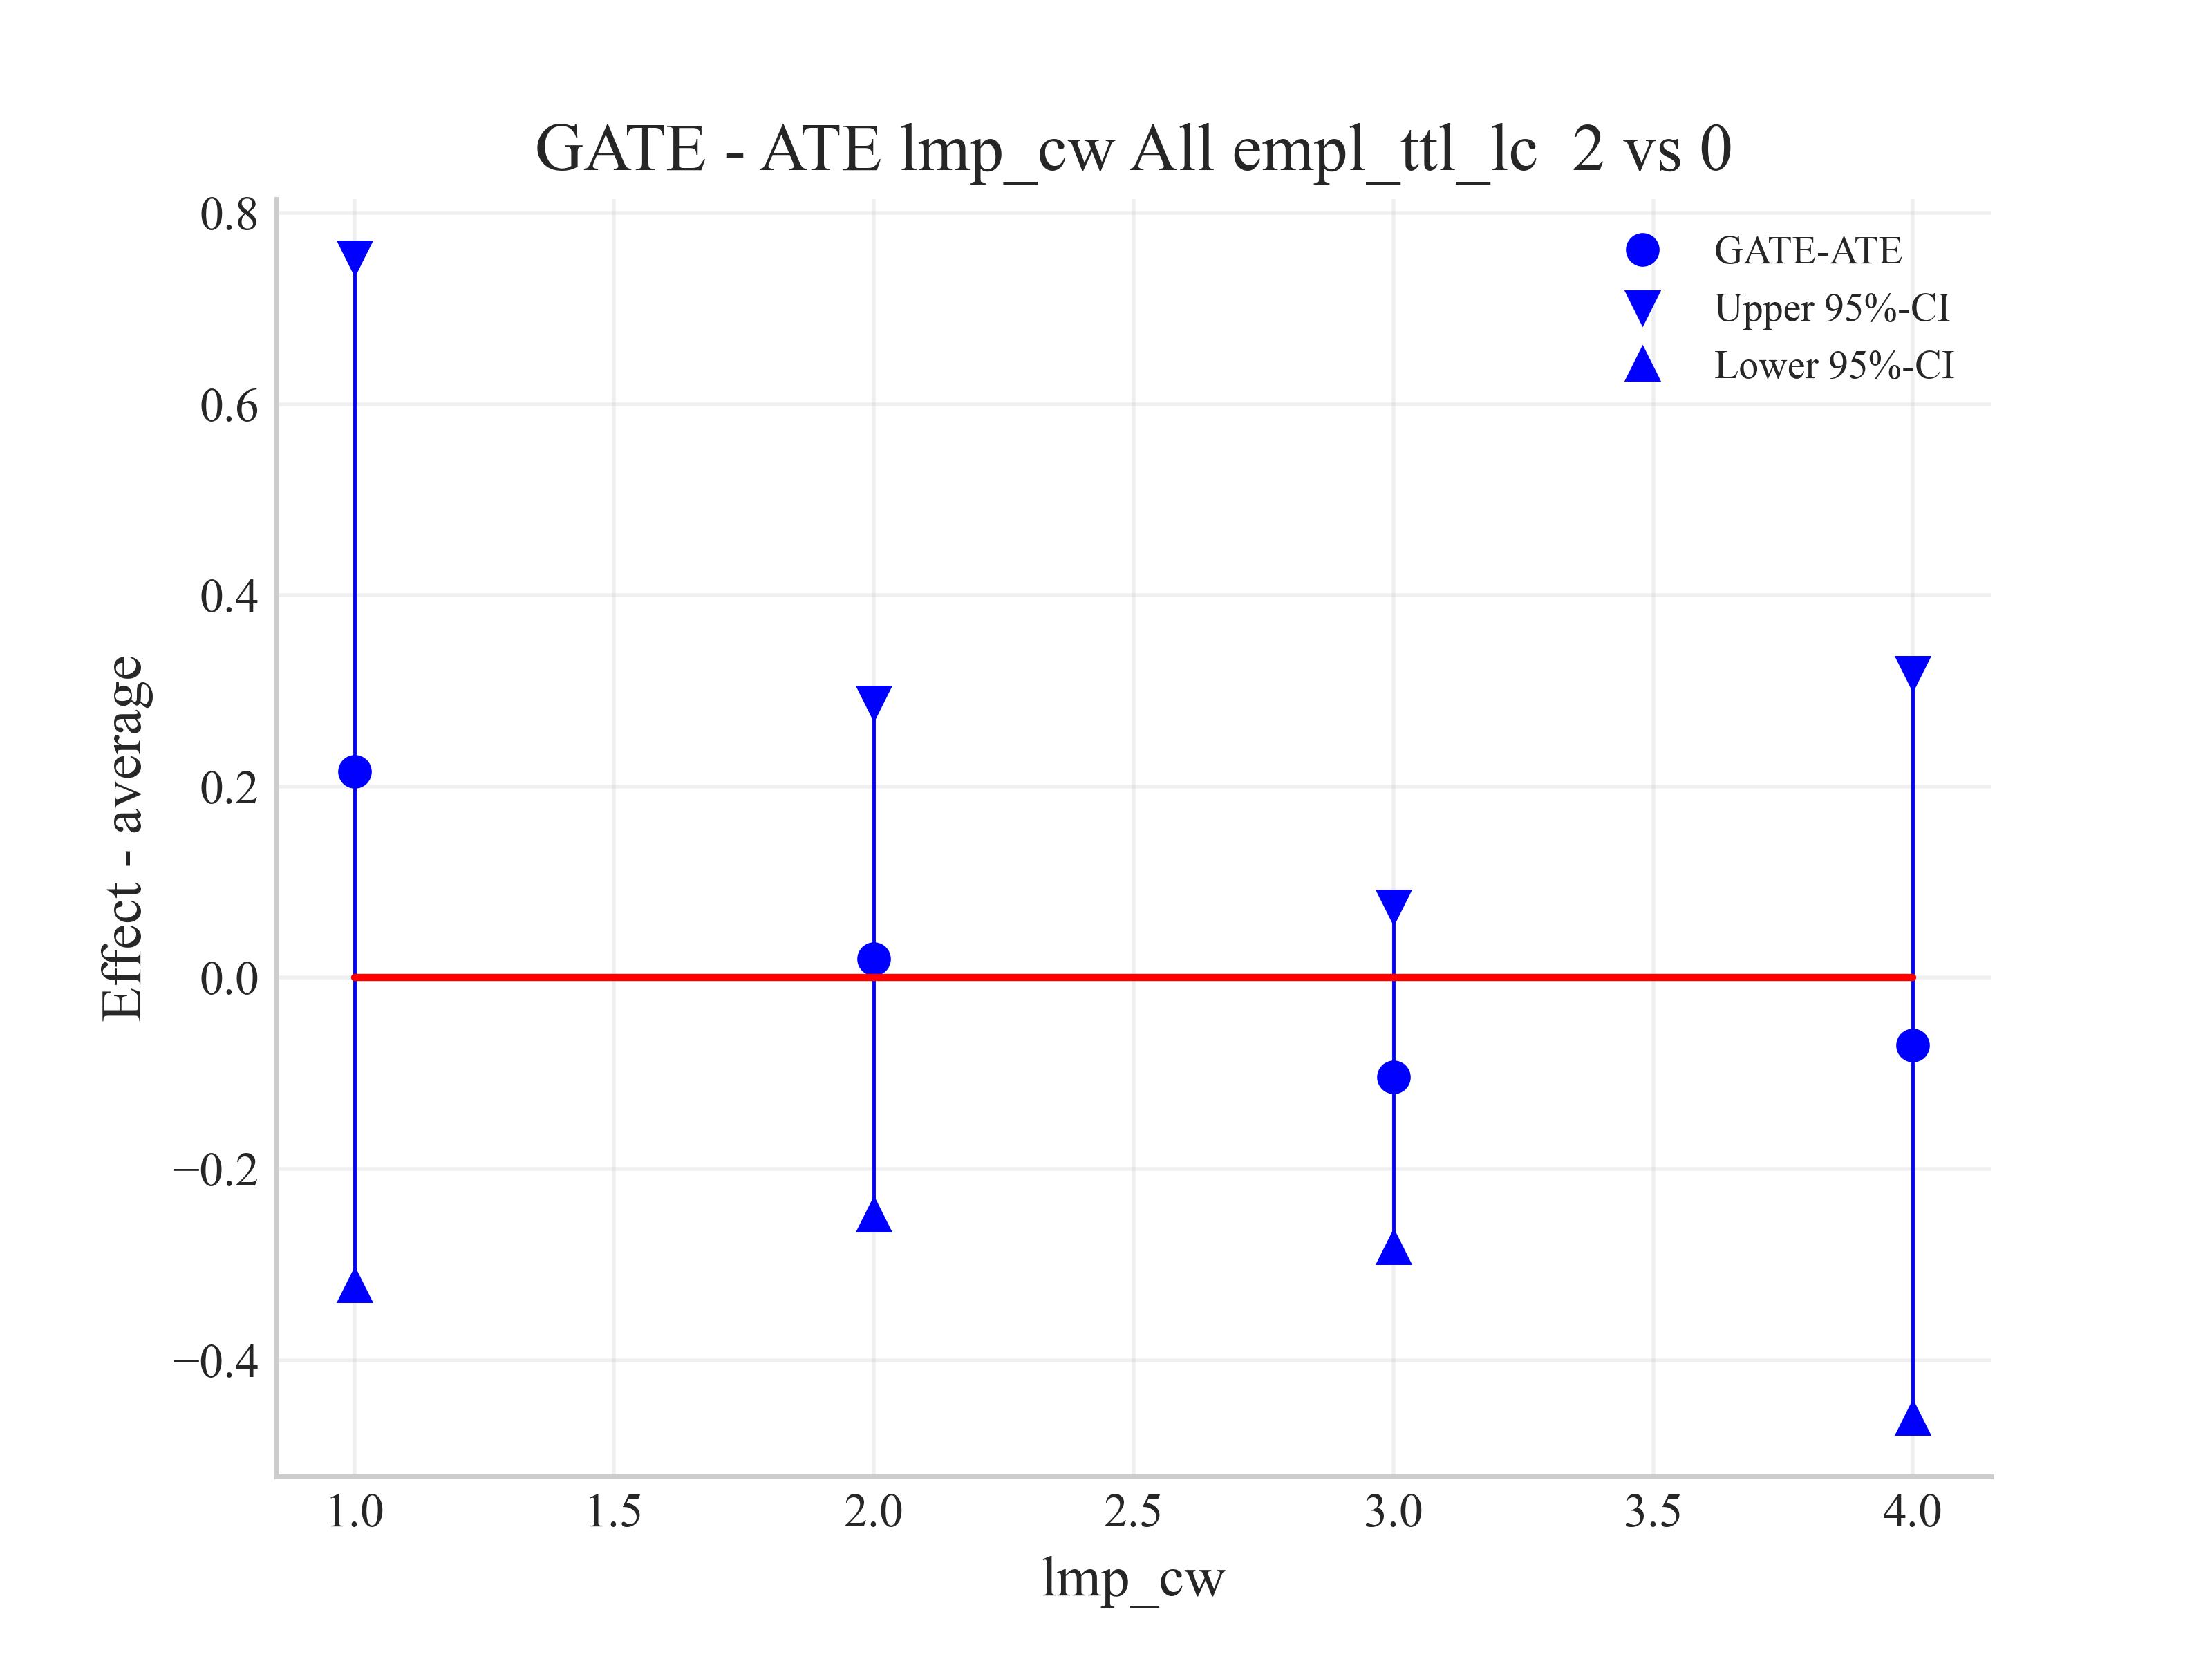 GATE - ATE lmp_cw All empl_ttl_lc  2 vs 0
GATE-ATE
Upper 95%-CI
Lower 95%-CI
Effect - average
0.8
0.6
0.4
0.2
0.0
−0.2
−0.4
1.0 1.5 2.0 2.5 3.0 3.5 4.0
lmp_cw